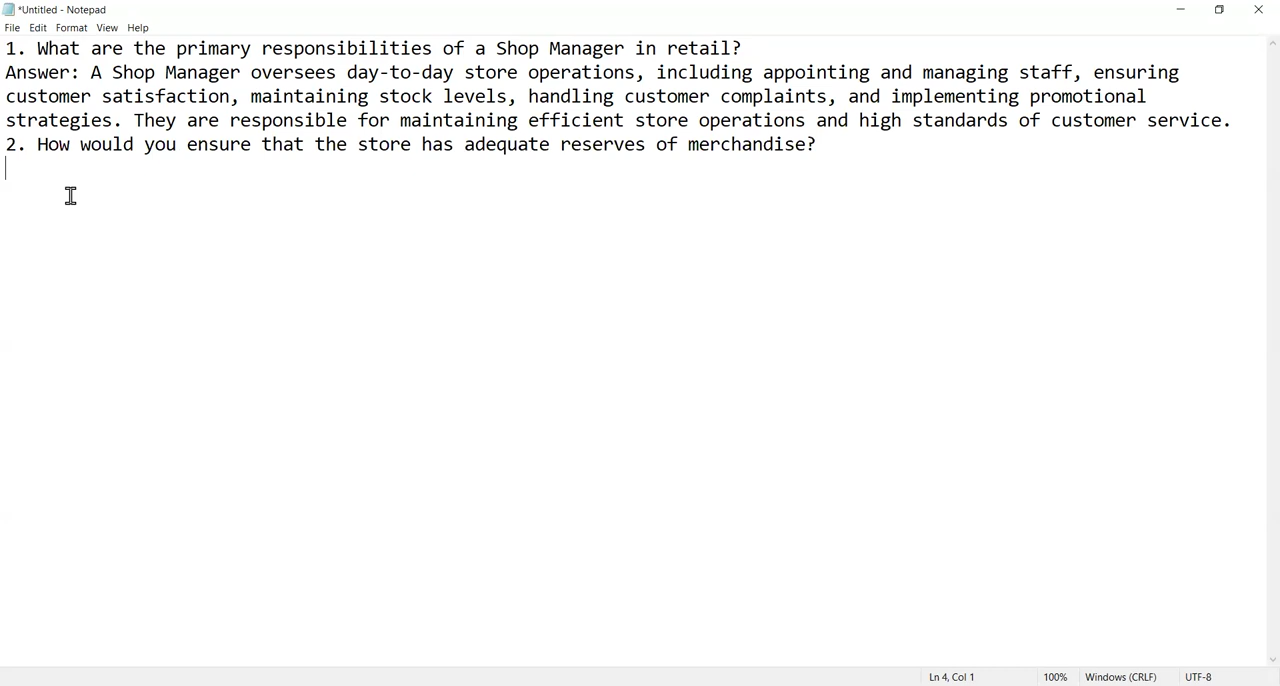 *Untitled - Notepad
File Edit Format View Help
1. What are the primary responsibilities of a Shop Manager in retail?
Answer: A Shop Manager oversees day-to-day store operations, including appointing and managing staff, ensuring
customer satisfaction, maintaining stock levels, handling customer complaints, and implementing promotional
strategies. They are responsible for maintaining efficient store operations and high standards of customer service.
2. How would you ensure that the store has adequate reserves of merchandise?
Ln 4, Col 1 100% Windows (CRLF) UTF-8